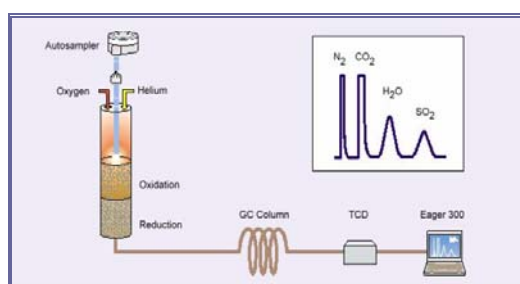 Autosampler
N2 CO2
H2O
SO2
Oxygen Helium
Oxidation
Reduction
GC Column TCD Eager 300